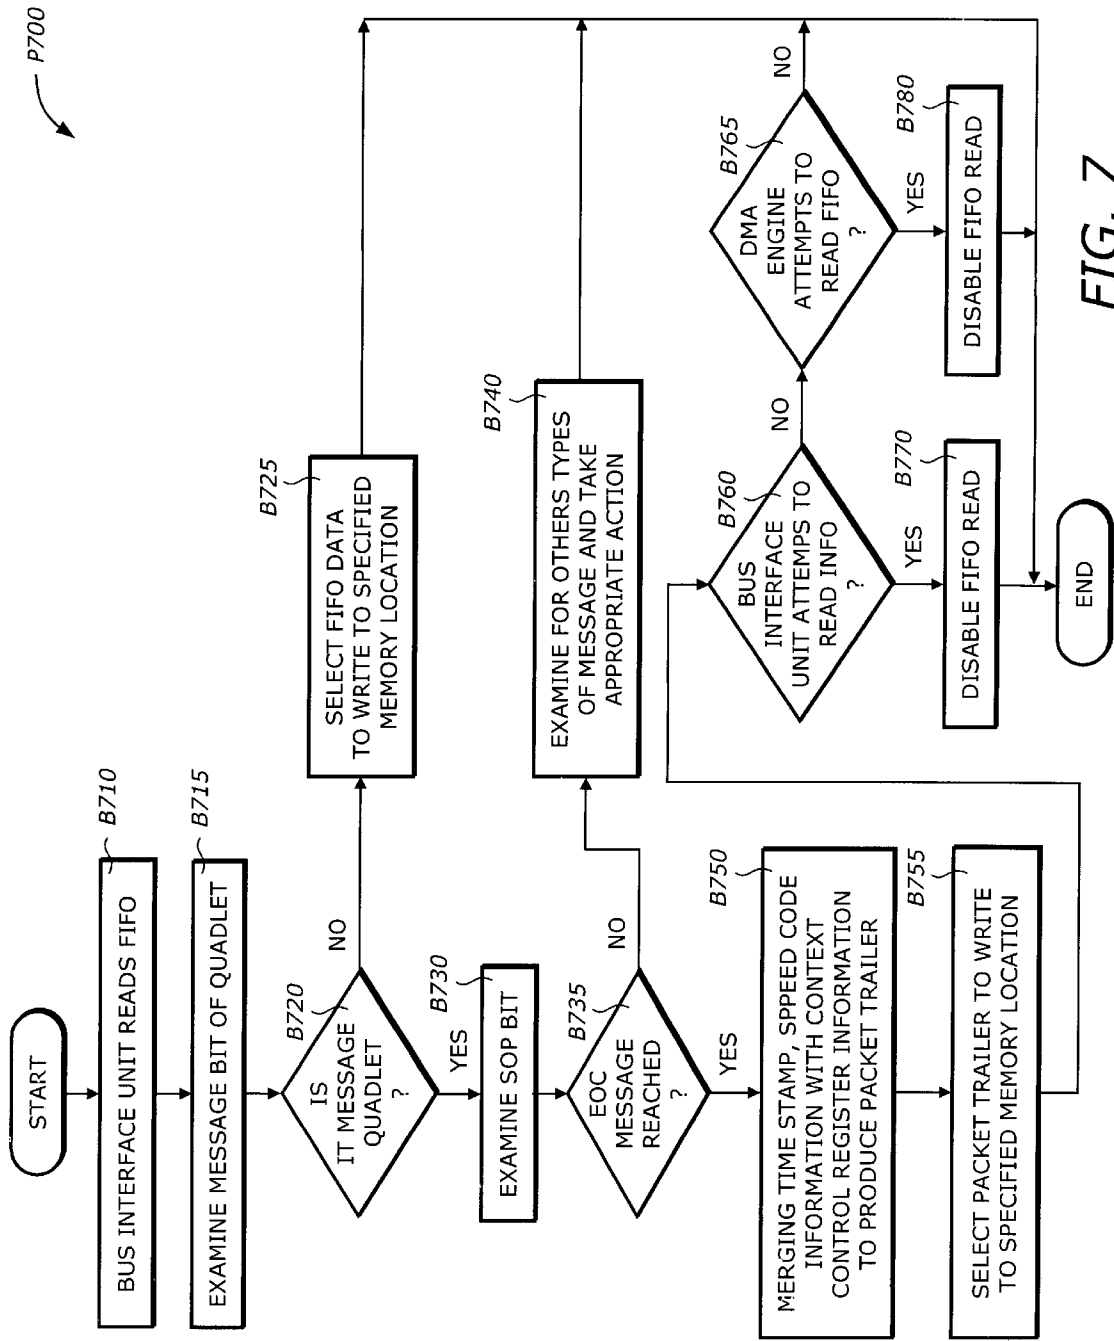 P700
START
B710
BUS INTERFACE UNIT READS FIFO
B715
EXAMINE MESSAGE BIT OF QUADLET
B720
IS
IT MESSAGE
QUADLET
?
NO
B725
SELECT FIFO DATA
TO WRITE TO SPECIFIED
MEMORY LOCATION
YES
B730
EXAMINE SOP BIT
B735
EOC
MESSAGE
REACHED
?
NO
B740
EXAMINE FOR OTHERS TYPES
OF MESSAGE AND TAKE
APPROPRIATE ACTION
YES
B750
MERGING TIME STAMP, SPEED CODE
INFORMATION WITH CONTEXT
CONTROL REGISTER INFORMATION
TO PRODUCE PACKET TRAILER
B755
SELECT PACKET TRAILER TO WRITE
TO SPECIFIED MEMORY LOCATION
B760
BUS
INTERFACE
UNIT ATTEMPS TO
READ INFO
?
NO
YES
B770
DISABLE FIFO READ
B765
DMA
ENGINE
ATTEMPTS TO
READ FIFO
?
NO
YES
B780
DISABLE FIFO READ
END
FIG. 7